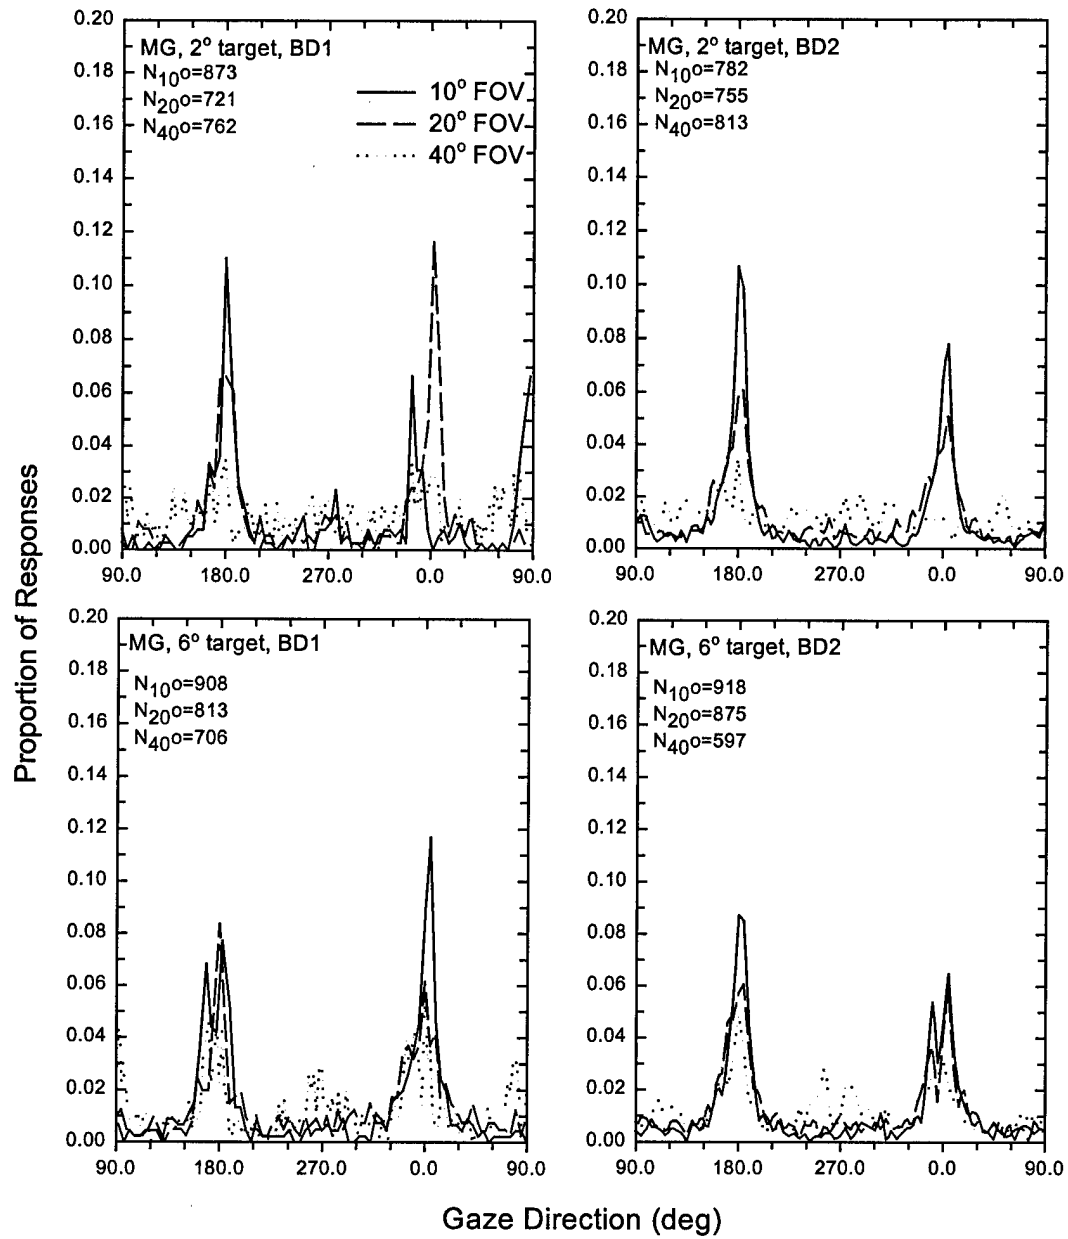 Proportion of Responses
MG, 2° target, BD1
N10o=873
N20o=721
N40o=762
10° FOV
20° FOV
40° FOV
0.20
0.18
0.16
0.14
0.12
0.10
0.08
0.06
0.04
0.02
0.00
90.0 180.0 270.0 0.0 90.0
MG, 2° target, BD2
N10o=782
N20o=755
N40o=813
0.20
0.18
0.16
0.14
0.12
0.10
0.08
0.06
0.04
0.02
0.00
90.0 180.0 270.0 0.0 90.0
MG, 6° target, BD1
N10o=908
N20o=813
N40o=706
0.20
0.18
0.16
0.14
0.12
0.10
0.08
0.06
0.04
0.02
0.00
90.0 180.0 270.0 0.0 90.0
MG, 6° target, BD2
N10o=918
N20o=875
N40o=597
0.20
0.18
0.16
0.14
0.12
0.10
0.08
0.06
0.04
0.02
0.00
90.0 180.0 270.0 0.0 90.0
Gaze Direction (deg)